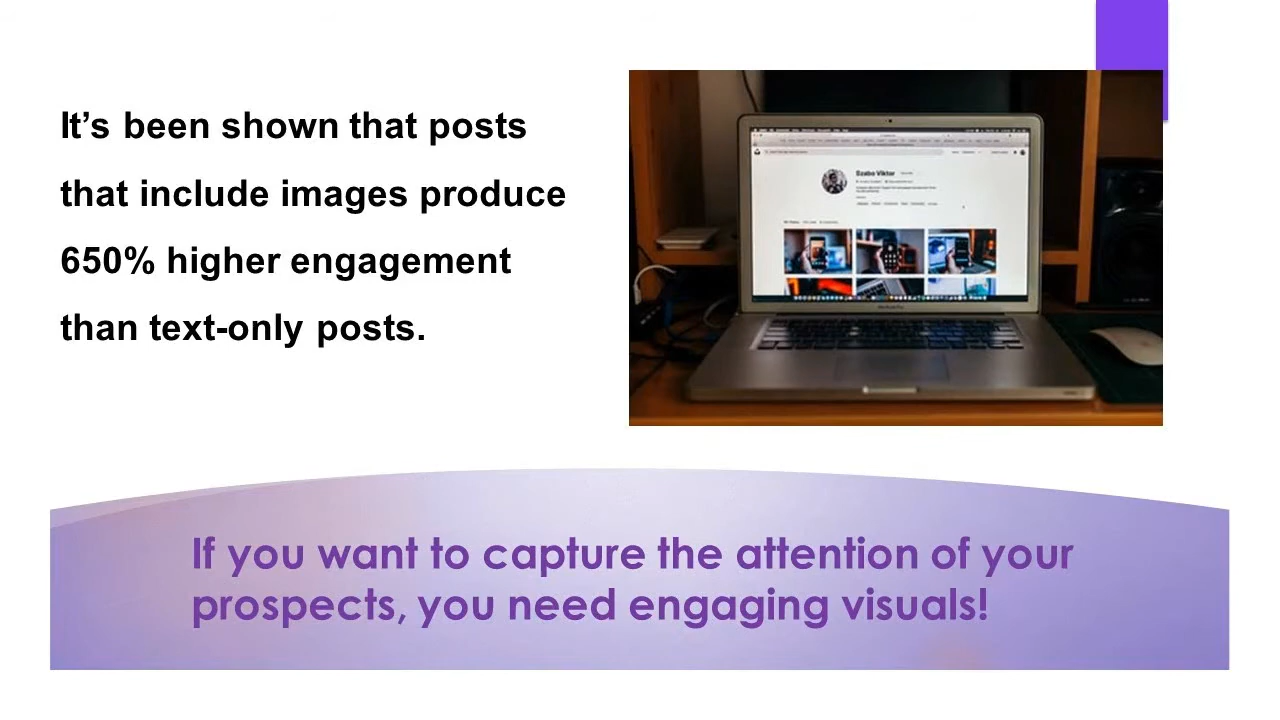 It’s been shown that posts
that include images produce
650% higher engagement
than text-only posts.
Szabo Viktor
If you want to capture the attention of your
prospects, you need engaging visuals!